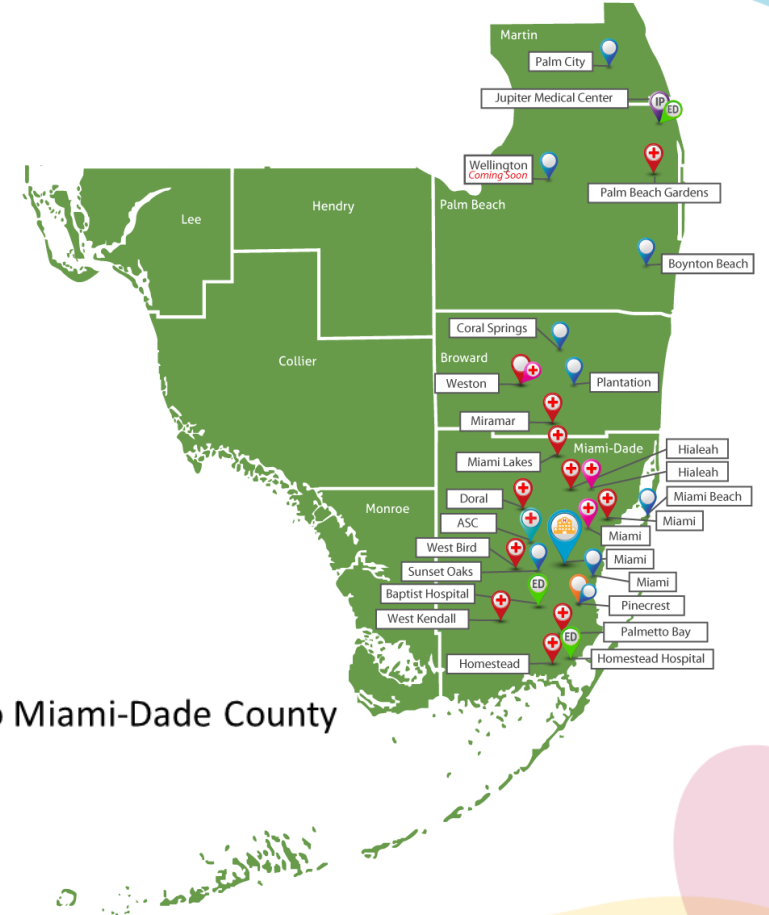 Martin
Palm City
Jupiter Medical Center
IP
ED
Wellington
Coming Soon
Palm Beach Gardens
Lee
Hendry
Palm Beach
Boynton Beach
Coral Springs
Broward
Collier
Weston
Plantation
Miramar
Miami-Dade
Hialeah
Miami Lakes
Hialeah
Doral
Miami Beach
Monroe
ASC
Miami
Miami
West Bird
Miami
Sunset Oaks
Miami
ED
Baptist Hospital
Pinecrest
West Kendall
Palmetto Bay
ED
Homestead
Homestead Hospital
Miami-Dade County